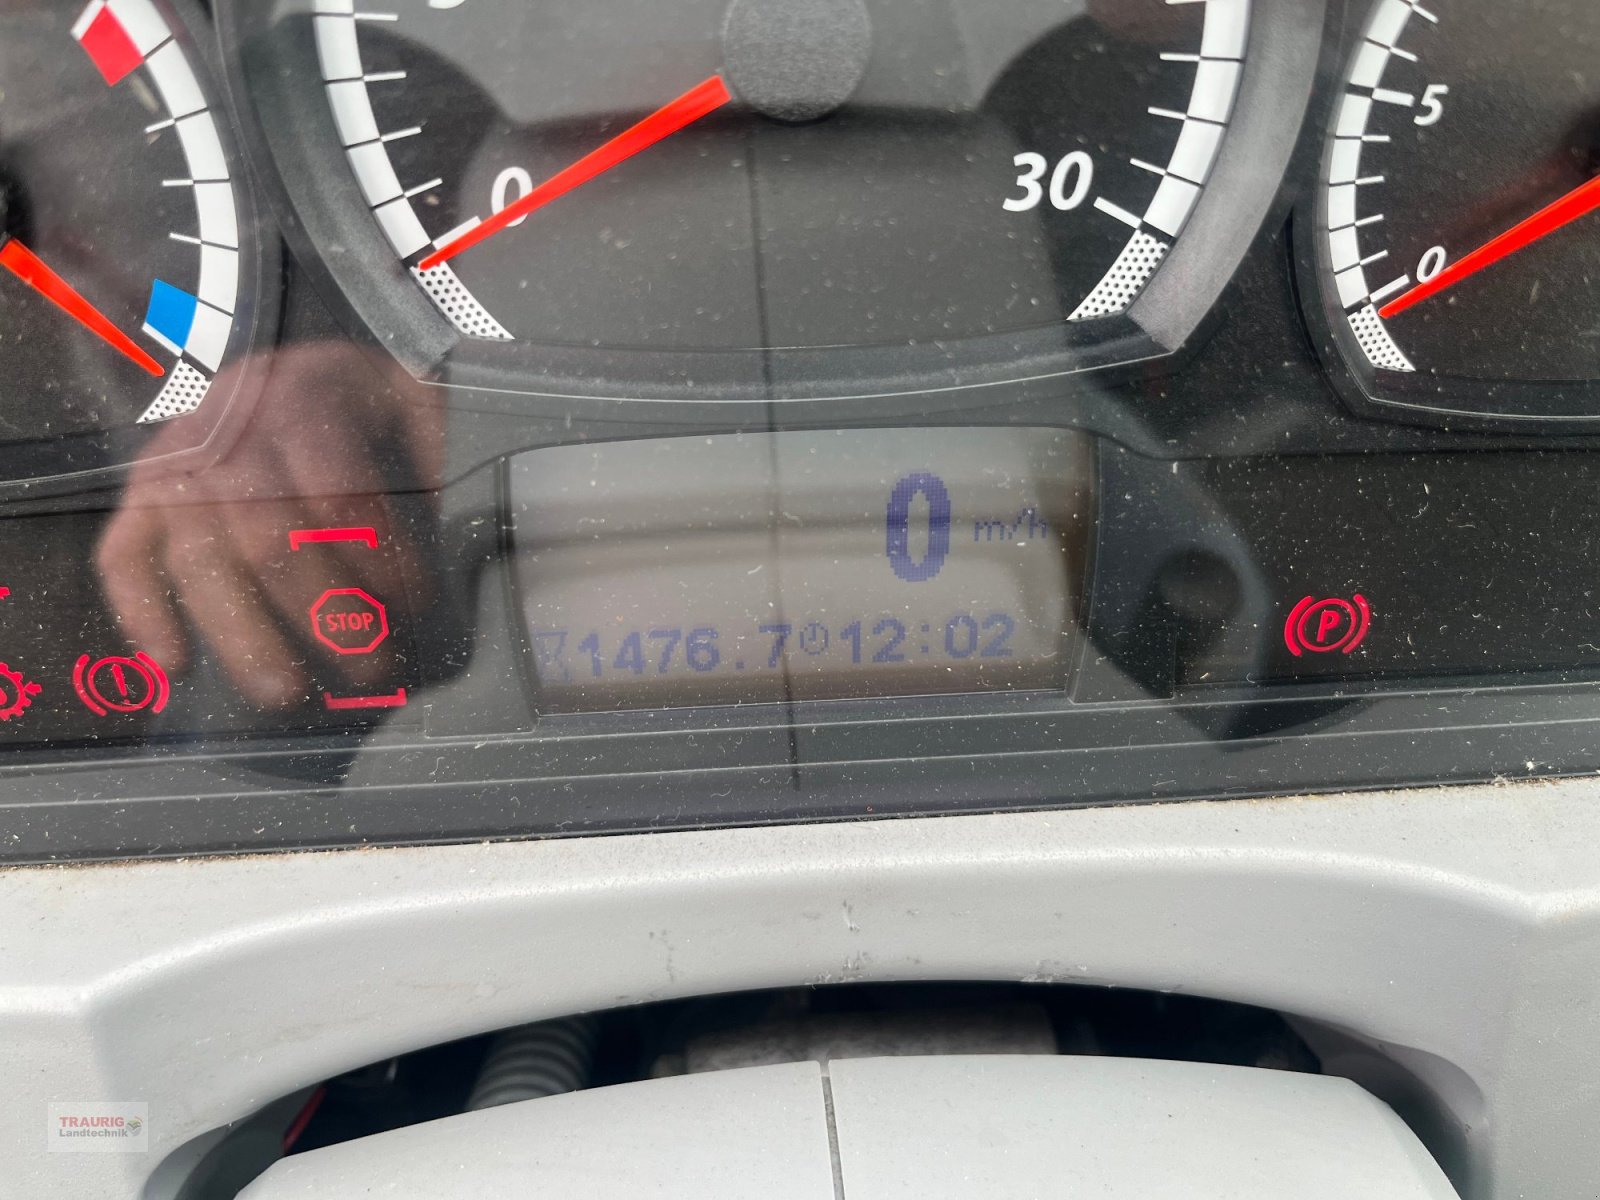 5
0
30
0
0 m/h
1476.7 12:02
STOP
P
TRAURIG
Landtechnik